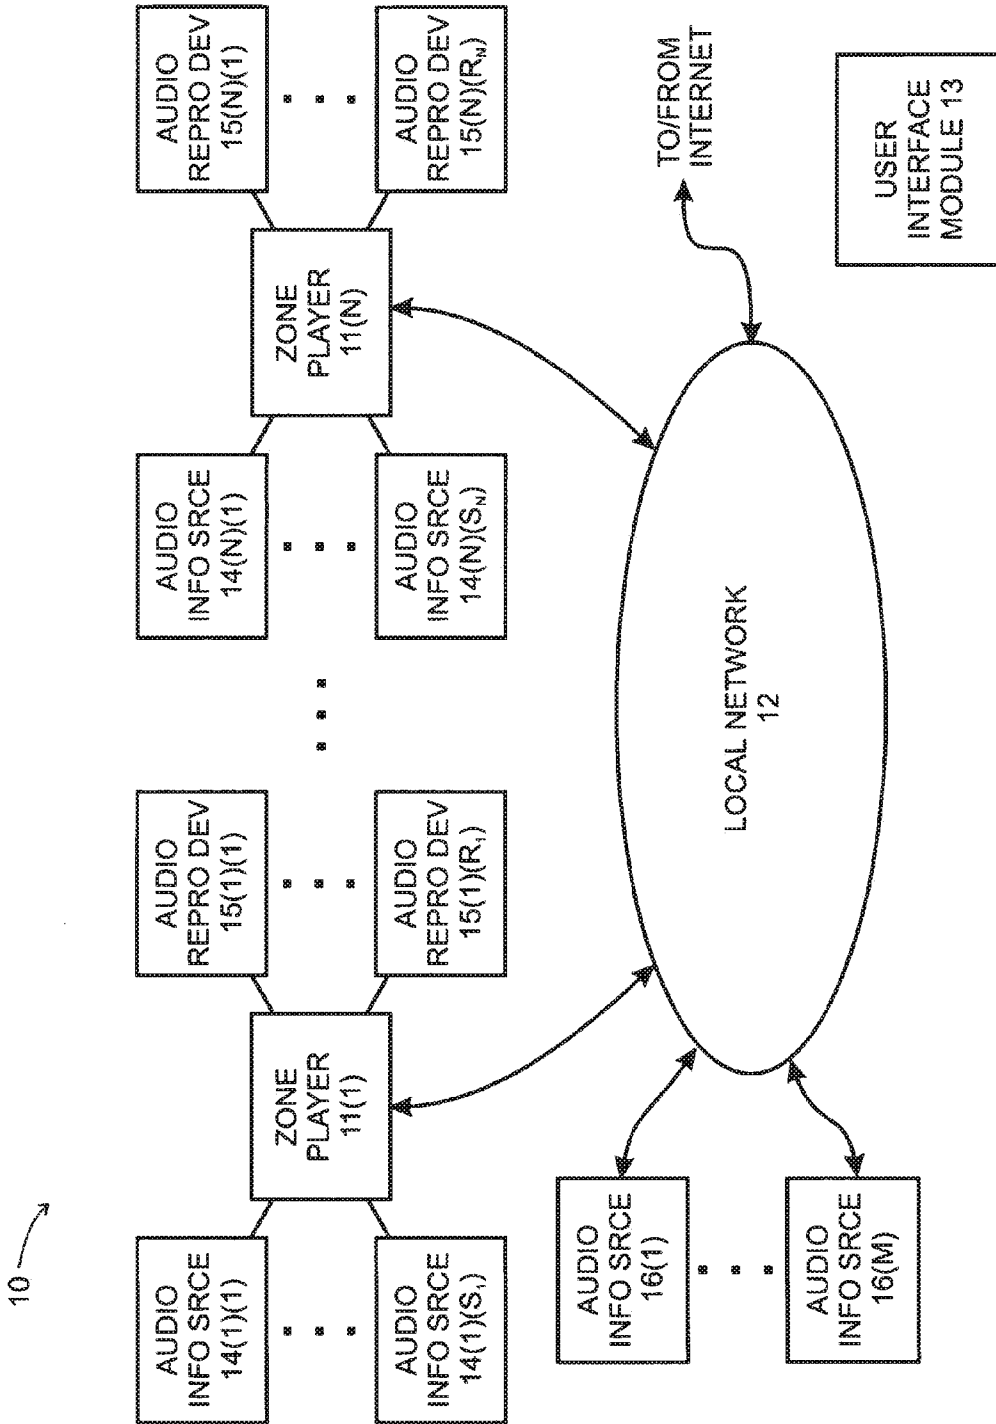 10
AUDIO
INFO SRCE
14(1)(1)
AUDIO
INFO SRCE
14(1)(S₁)
ZONE
PLAYER
11(1)
AUDIO
REPRO DEV
15(1)(1)
AUDIO
REPRO DEV
15(1)(R₁)
AUDIO
INFO SRCE
14(N)(1)
AUDIO
INFO SRCE
14(N)(Sₙ)
ZONE
PLAYER
11(N)
AUDIO
REPRO DEV
15(N)(1)
AUDIO
REPRO DEV
15(N)(Rₙ)
AUDIO
INFO SRCE
16(1)
AUDIO
INFO SRCE
16(M)
LOCAL NETWORK
12
TO/FROM
INTERNET
USER
INTERFACE
MODULE 13